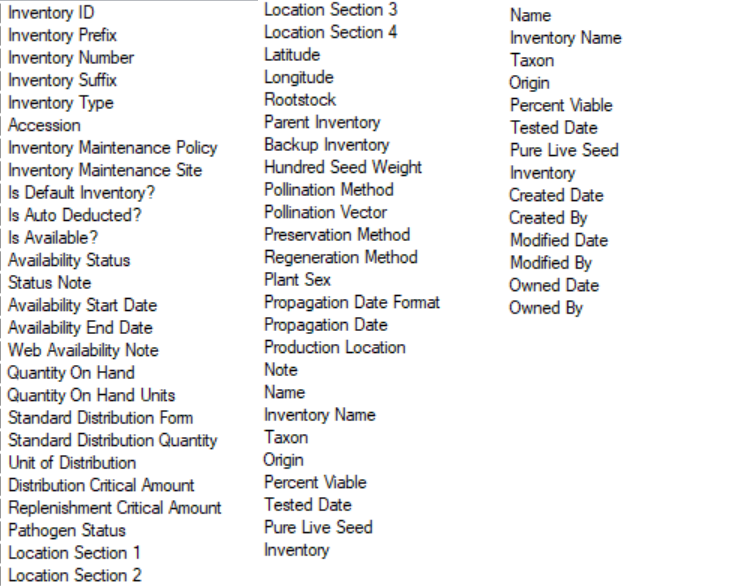 Inventory ID
Inventory Prefix
Inventory Number
Inventory Suffix
Inventory Type
Accession
Inventory Maintenance Policy
Inventory Maintenance Site
Is Default Inventory?
Is Auto Deducted?
Is Available?
Availability Status
Status Note
Availability Start Date
Availability End Date
Web Availability Note
Quantity On Hand
Quantity On Hand Units
Standard Distribution Form
Standard Distribution Quantity
Unit of Distribution
Distribution Critical Amount
Replenishment Critical Amount
Pathogen Status
Location Section 1
Location Section 2
Location Section 3
Location Section 4
Latitude
Longitude
Rootstock
Parent Inventory
Backup Inventory
Hundred Seed Weight
Pollination Method
Pollination Vector
Preservation Method
Regeneration Method
Plant Sex
Propagation Date Format
Propagation Date
Production Location
Note
Name
Inventory Name
Taxon
Origin
Percent Viable
Tested Date
Pure Live Seed
Inventory
Name
Inventory Name
Taxon
Origin
Percent Viable
Tested Date
Pure Live Seed
Inventory
Created Date
Created By
Modified Date
Modified By
Owned Date
Owned By